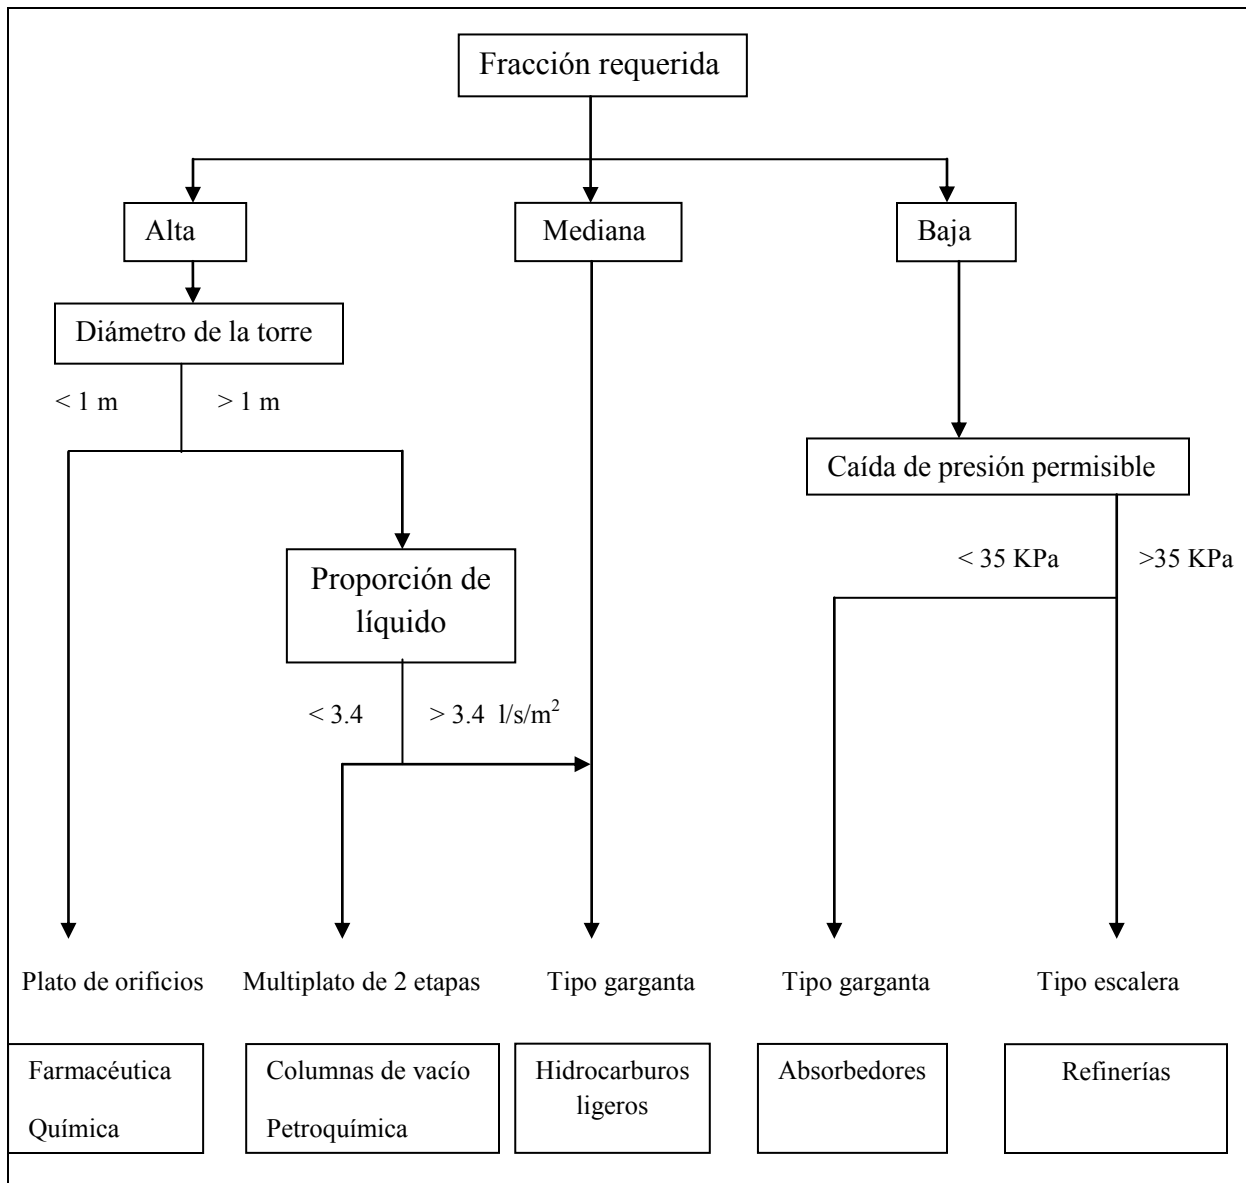 Fracción requerida
Alta
Mediana
Baja
Diámetro de la torre
< 1 m
> 1 m
Caída de presión permisible
< 35 KPa
>35 KPa
Proporción de
líquido
< 3.4
> 3.4 l/s/m²
Plato de orificios
Multiplato de 2 etapas
Tipo garganta
Tipo garganta
Tipo escalera
Farmacéutica
Química
Columnas de vacío
Petroquímica
Hidrocarburos
ligeros
Absorbedores
Refinerías